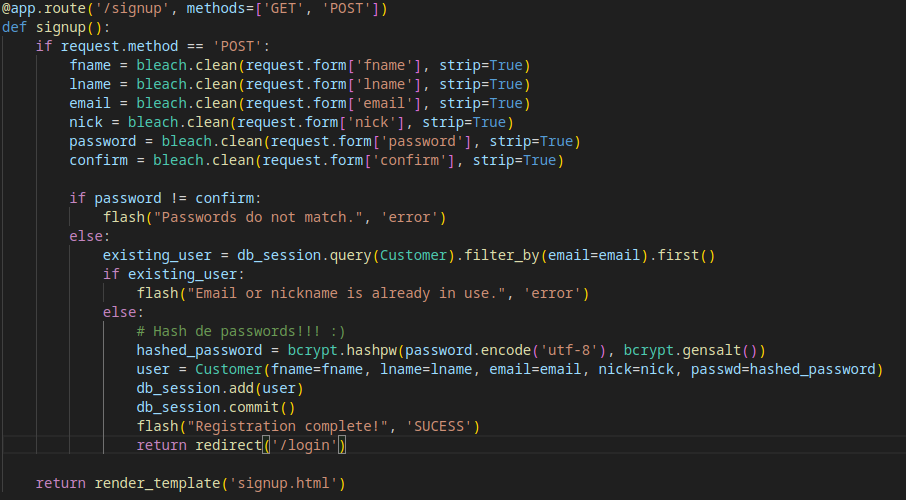 @app.route('/signup', methods=['GET', 'POST'])
def signup():
    if request.method == 'POST':
        fname = bleach.clean(request.form['fname'], strip=True)
        lname = bleach.clean(request.form['lname'], strip=True)
        email = bleach.clean(request.form['email'], strip=True)
        nick = bleach.clean(request.form['nick'], strip=True)
        password = bleach.clean(request.form['password'], strip=True)
        confirm = bleach.clean(request.form['confirm'], strip=True)

        if password != confirm:
            flash("Passwords do not match.", 'error')
        else:
            existing_user = db_session.query(Customer).filter_by(email=email).first()
            if existing_user:
                flash("Email or nickname is already in use.", 'error')
            else:
                # Hash de passwords!!! :)
                hashed_password = bcrypt.hashpw(password.encode('utf-8'), bcrypt.gensalt())
                user = Customer(fname=fname, lname=lname, email=email, nick=nick, passwd=hashed_password)
                db_session.add(user)
                db_session.commit()
                flash("Registration complete!", 'SUCESS')
                return redirect('/login')

    return render_template('signup.html')